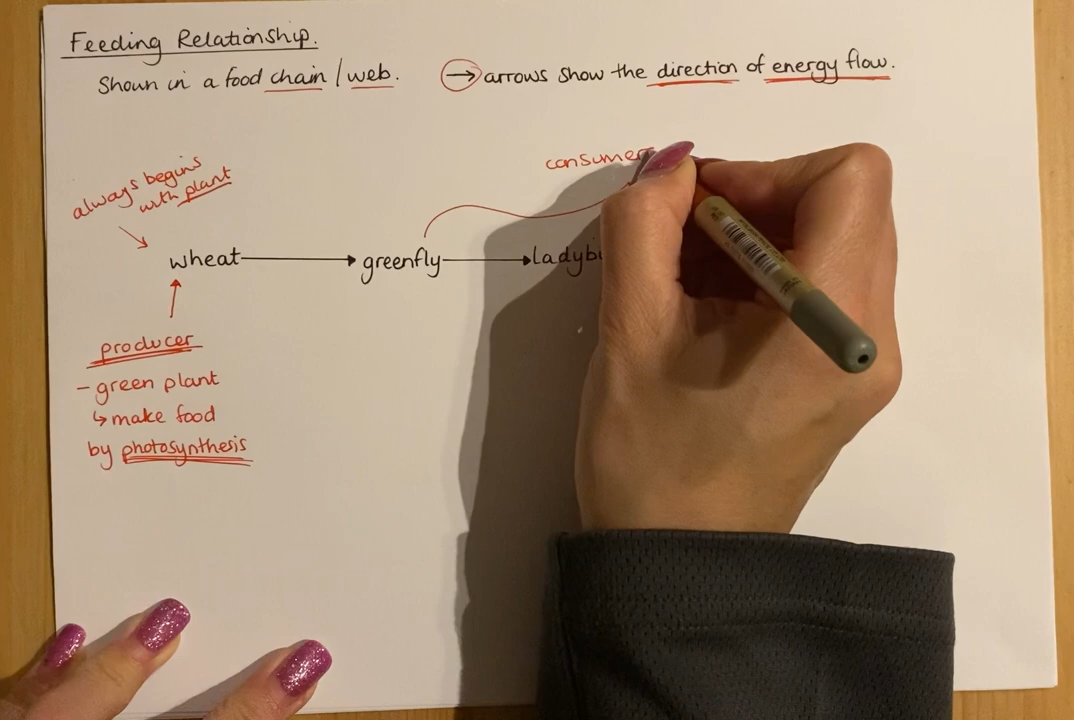 Feeding Relationship.
Shown in a food chain / web.
→ arrows show the direction of energy flow.
always begins
with plant
consumer
wheat → greenfly → ladybi
producer
- green plant
↳ make food
by photosynthesis